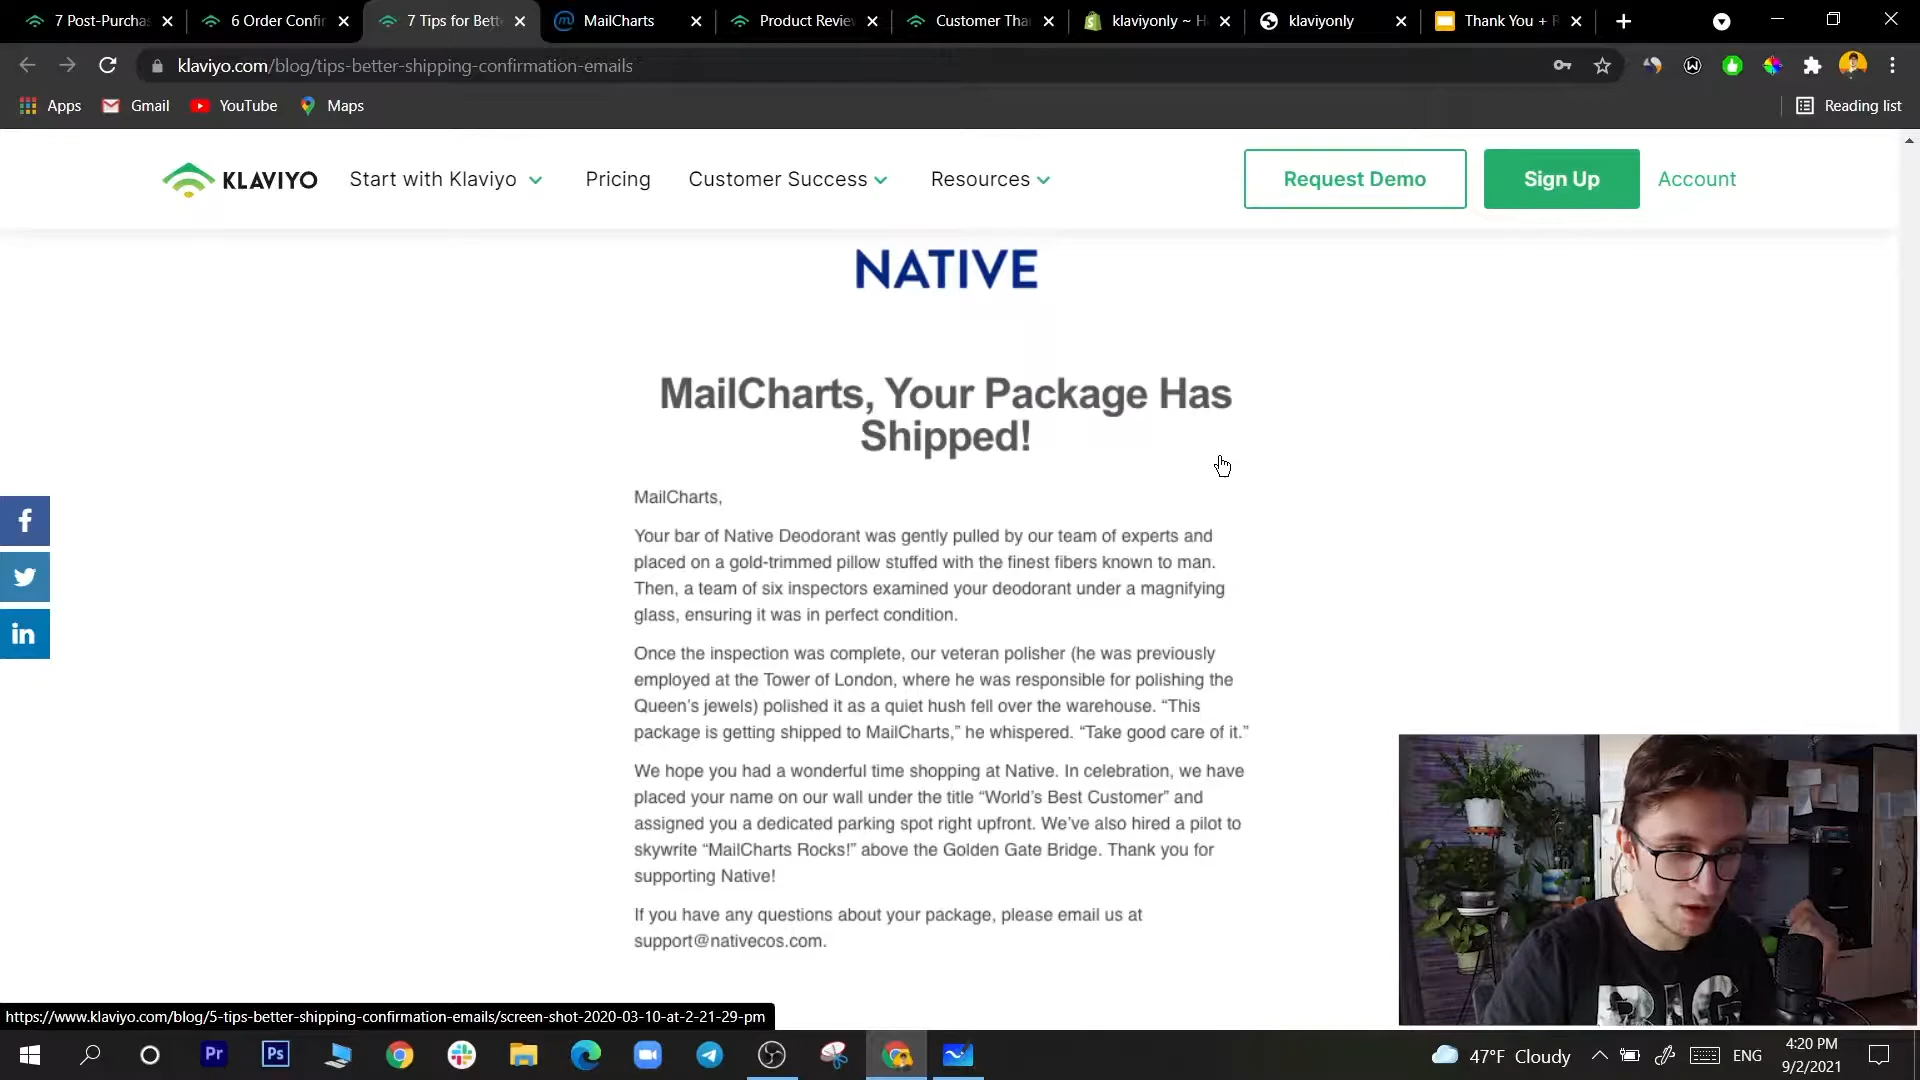 7 Post-Purchas
6 Order Confir
7 Tips for Bett
MailCharts
Product Review
Customer Tha
klaviyonly ~ H
klaviyonly
Thank You + R
klaviyo.com/blog/tips-better-shipping-confirmation-emails
Apps
Gmail
YouTube
Maps
Reading list
KLAVIYO
Start with Klaviyo
Pricing
Customer Success
Resources
Request Demo
Sign Up
Account
NATIVE
MailCharts, Your Package Has
Shipped!
MailCharts,
Your bar of Native Deodorant was gently pulled by our team of experts and
placed on a gold-trimmed pillow stuffed with the finest fibers known to man.
Then, a team of six inspectors examined your deodorant under a magnifying
glass, ensuring it was in perfect condition.
Once the inspection was complete, our veteran polisher (he was previously
employed at the Tower of London, where he was responsible for polishing the
Queen’s jewels) polished it as a quiet hush fell over the warehouse. “This
package is getting shipped to MailCharts,” he whispered. “Take good care of it.”
We hope you had a wonderful time shopping at Native. In celebration, we have
placed your name on our wall under the title “World’s Best Customer” and
assigned you a dedicated parking spot right upfront. We’ve also hired a pilot to
skywrite “MailCharts Rocks!” above the Golden Gate Bridge. Thank you for
supporting Native!
If you have any questions about your package, please email us at
support@nativecos.com.
BIG
https://www.klaviyo.com/blog/5-tips-better-shipping-confirmation-emails/screen-shot-2020-03-10-at-2-21-29-pm
Pr
Ps
47°F Cloudy
ENG
4:20 PM
9/2/2021